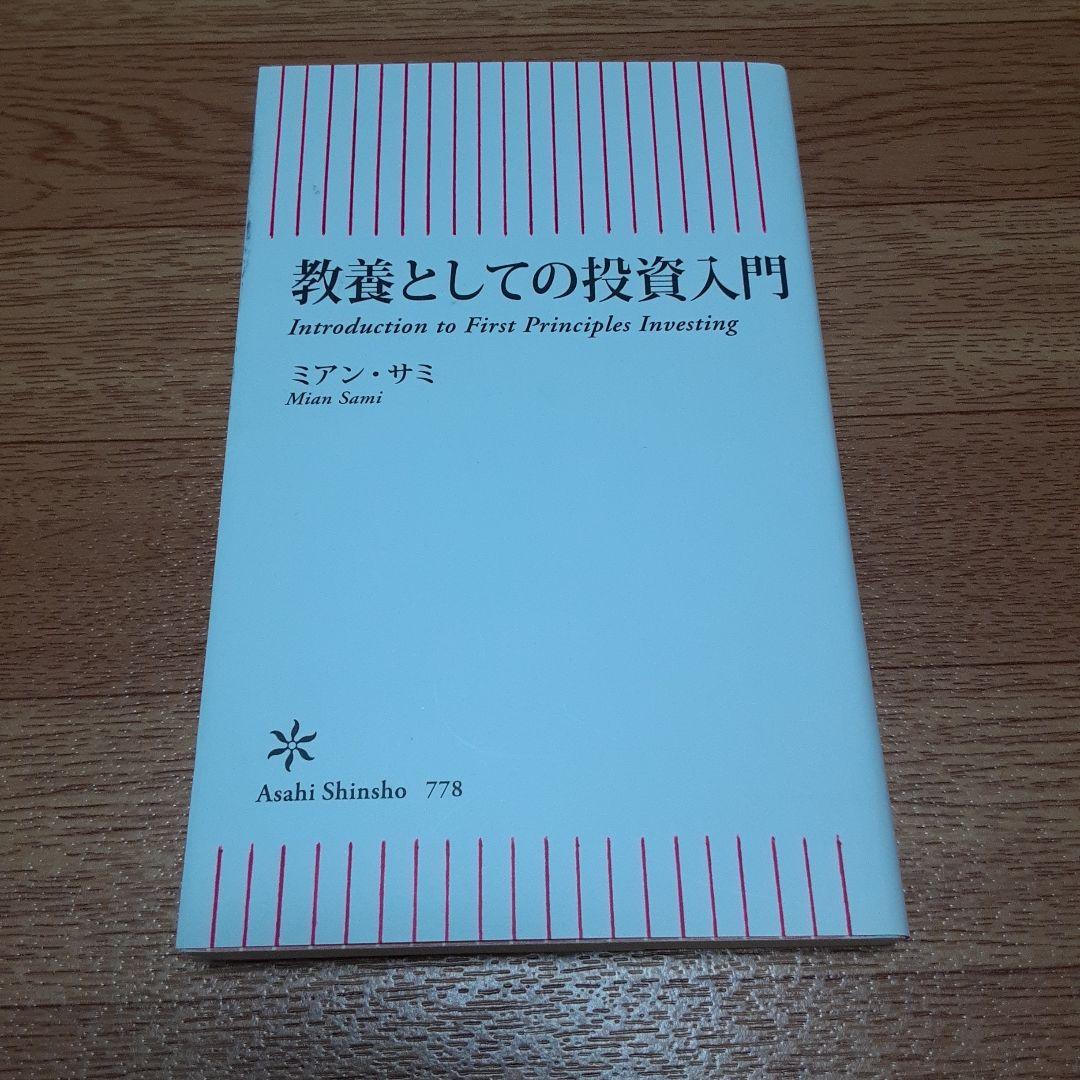 教養としての投資入門
Introduction to First Principles Investing
ミアン・サミ
Mian Sami
Asahi Shinsho 778